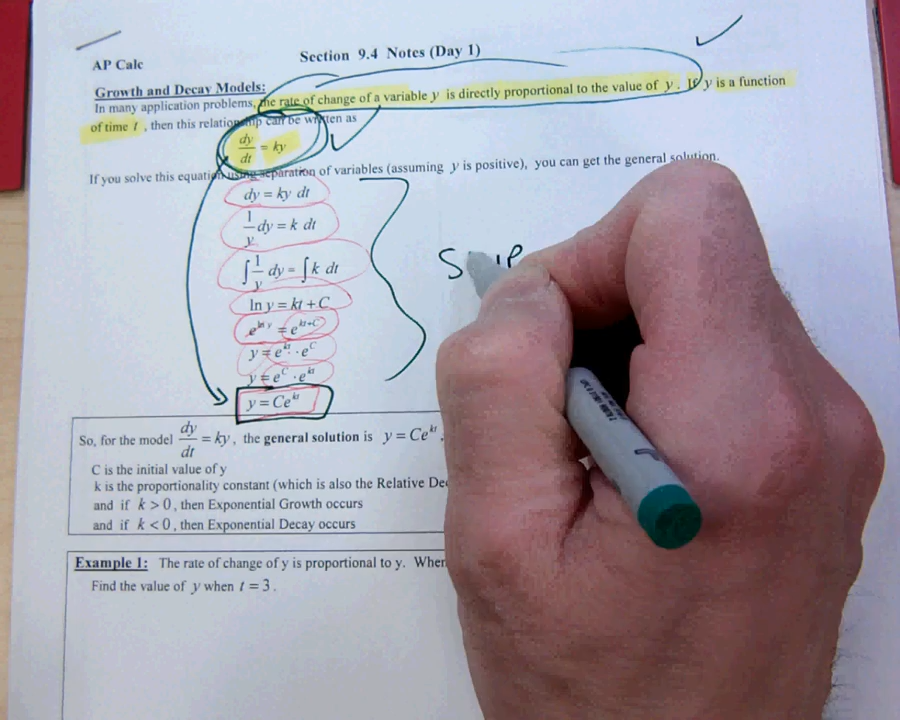 AP Calc
Section 9.4 Notes (Day 1)
Growth and Decay Models:
In many application problems, the rate of change of a variable y is directly proportional to the value of y. If y is a function
of time t, then this relationship can be written as
dy/dt = ky
If you solve this equation using separation of variables (assuming y is positive), you can get the general solution.
dy = ky dt
1/y dy = k dt
∫ 1/y dy = ∫ k dt
ln y = kt + C
e^(ln y) = e^(kt+C)
y = e^(kt) · e^C
y = e^C · e^(kt)
y = Ce^(kt)
So, for the model dy/dt = ky, the general solution is y = Ce^(kt).
C is the initial value of y
k is the proportionality constant (which is also the Relative
and if k > 0, then Exponential Growth occurs
and if k < 0, then Exponential Decay occurs
Example 1: The rate of change of y is proportional to y.
Find the value of y when t = 3.